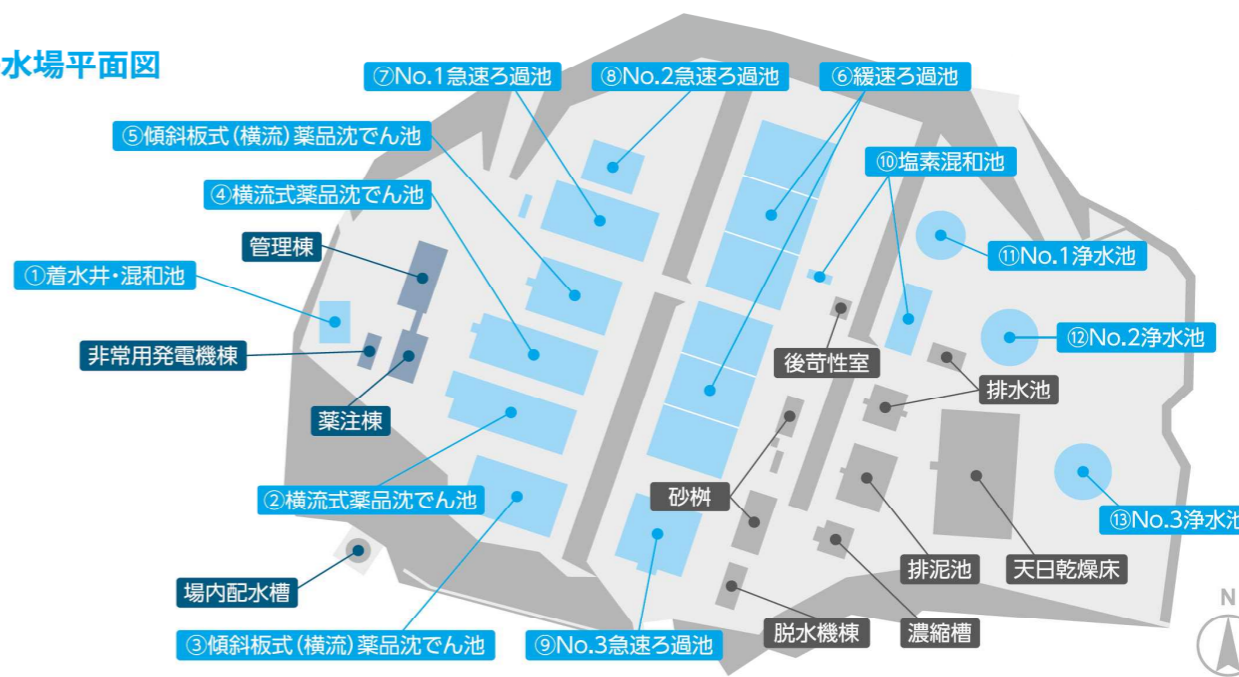 水場平面図
⑦No.1急速ろ過池
⑧No.2急速ろ過池
⑥緩速ろ過池
⑤傾斜板式(横流)薬品沈でん池
⑩塩素混和池
④横流式薬品沈でん池
管理棟
⑪No.1浄水池
①着水井・混和池
⑫No.2浄水池
非常用発電機棟
後苛性室
排水池
薬注棟
②横流式薬品沈でん池
砂桝
⑬No.3浄水池
排泥池
天日乾燥床
場内配水槽
N
③傾斜板式(横流)薬品沈でん池
⑨No.3急速ろ過池
脱水機棟
濃縮槽